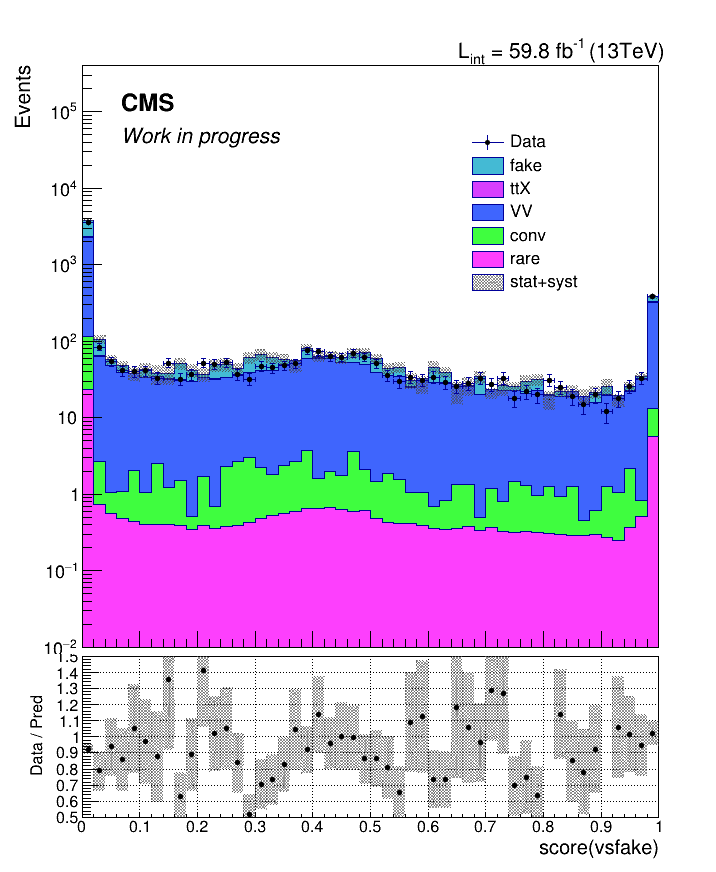 L_int = 59.8 fb^-1 (13TeV)
Events
CMS
Work in progress
Data
fake
ttX
VV
conv
rare
stat+syst
10^5
10^4
10^3
10^2
10
1
10^-1
10^-2
Data / Pred
1.5
1.4
1.3
1.2
1.1
1
0.9
0.8
0.7
0.6
0.5
0 0.1 0.2 0.3 0.4 0.5 0.6 0.7 0.8 0.9 1
score(vsfake)